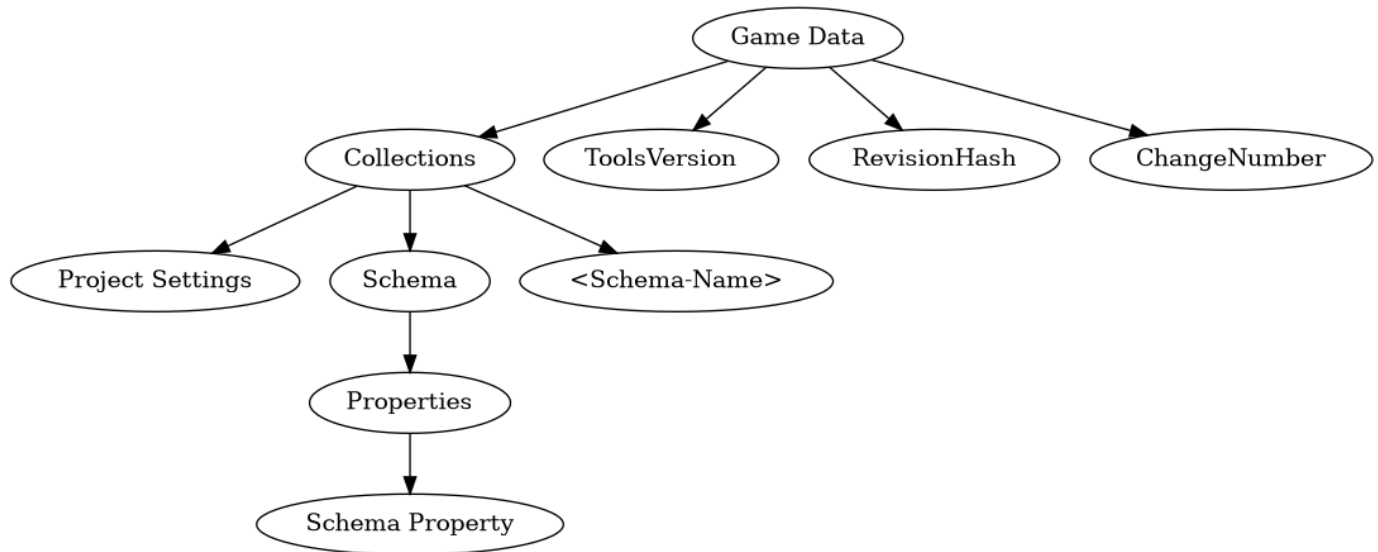 Game Data
Collections
ToolsVersion
RevisionHash
ChangeNumber
Project Settings
Schema
<Schema-Name>
Properties
Schema Property